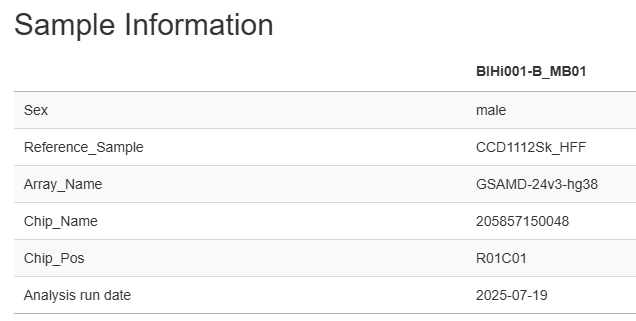 Sample Information
BIHi001-B_MB01
Sex male
Reference_Sample CCD1112Sk_HFF
Array_Name GSAMD-24v3-hg38
Chip_Name 205857150048
Chip_Pos R01C01
Analysis run date 2025-07-19